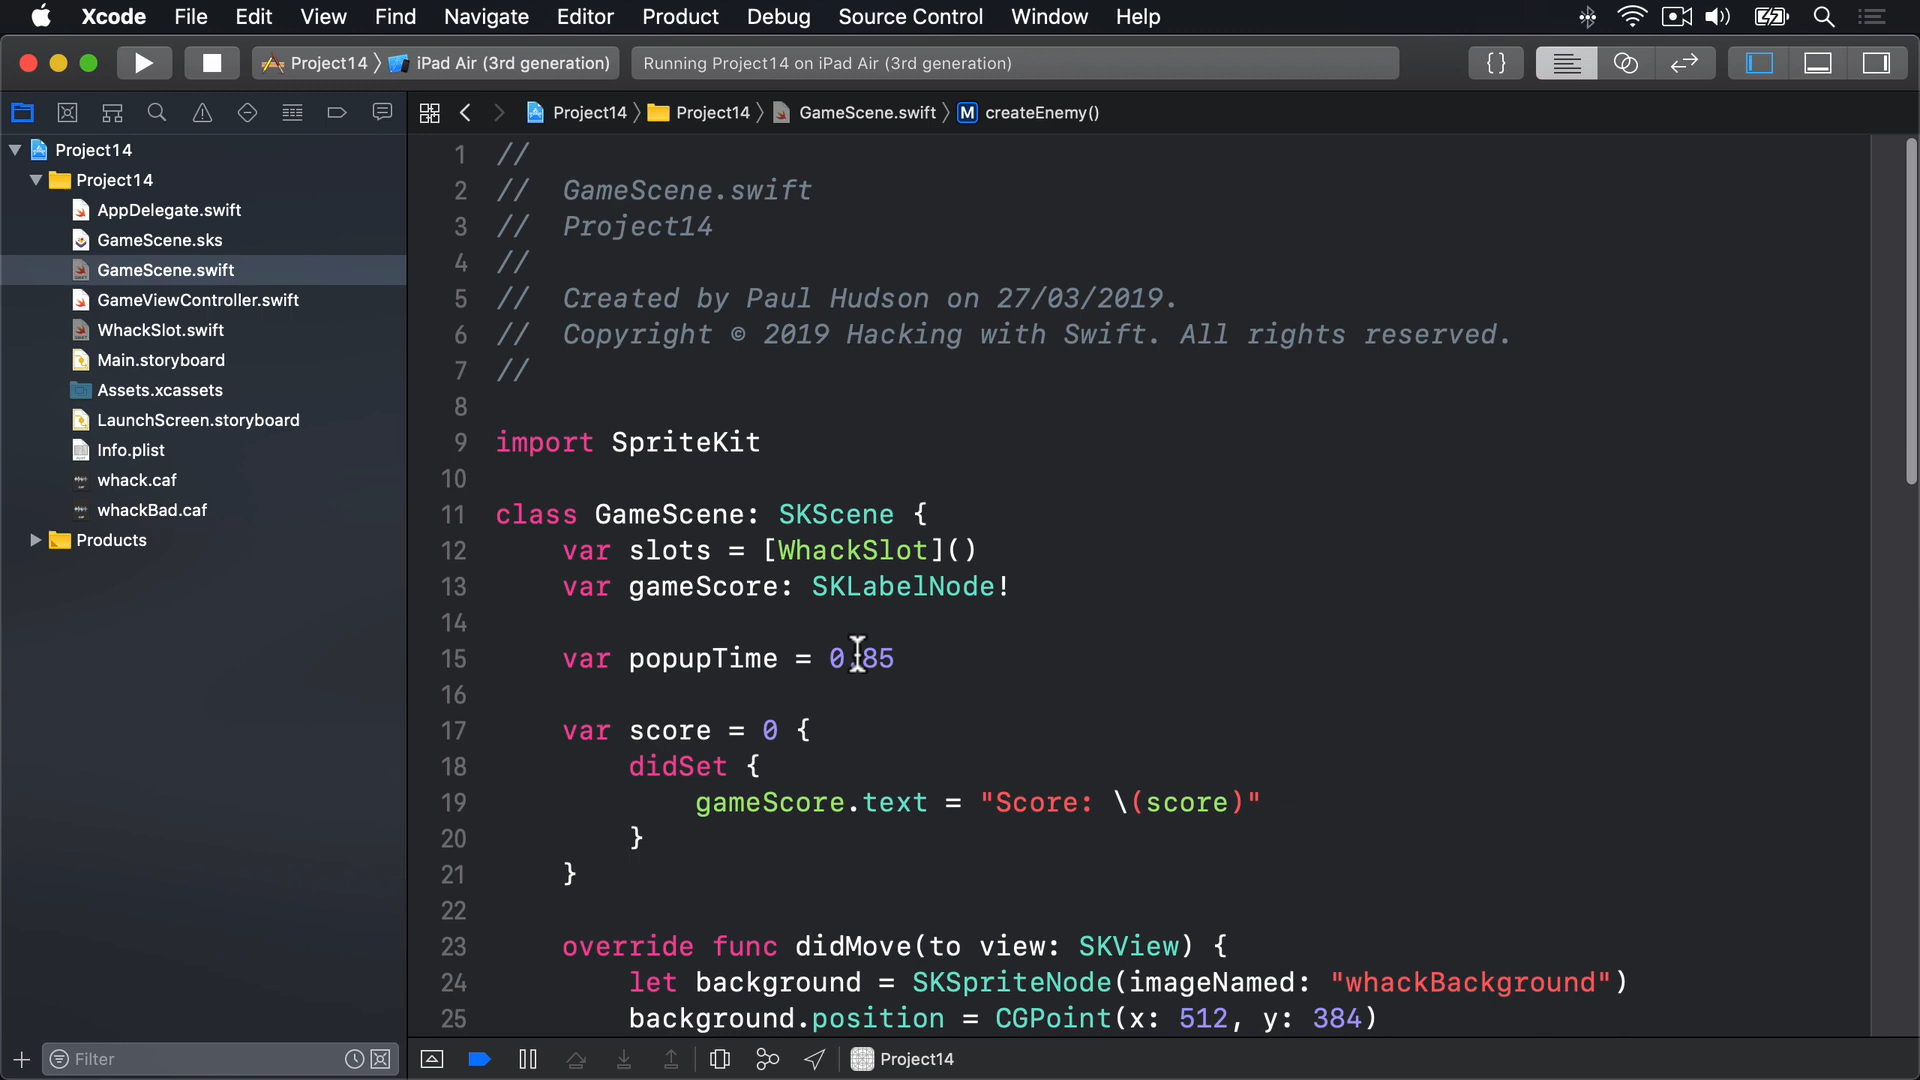 Xcode File Edit View Find Navigate Editor Product Debug Source Control Window Help
Project14 iPad Air (3rd generation) Running Project14 on iPad Air (3rd generation)
Project14 Project14 GameScene.swift M createEnemy()
Project14
Project14
AppDelegate.swift
GameScene.sks
GameScene.swift
GameViewController.swift
WhackSlot.swift
Main.storyboard
Assets.xcassets
LaunchScreen.storyboard
Info.plist
whack.caf
whackBad.caf
Products
Filter
1 //
2 //  GameScene.swift
3 //  Project14
4 //
5 //  Created by Paul Hudson on 27/03/2019.
6 //  Copyright © 2019 Hacking with Swift. All rights reserved.
7 //
8
9 import SpriteKit
10
11 class GameScene: SKScene {
12 var slots = [WhackSlot]()
13 var gameScore: SKLabelNode!
14
15 var popupTime = 0.85
16
17 var score = 0 {
18 didSet {
19 gameScore.text = "Score: \(score)"
20 }
21 }
22
23 override func didMove(to view: SKView) {
24 let background = SKSpriteNode(imageNamed: "whackBackground")
25 background.position = CGPoint(x: 512, y: 384)
Project14